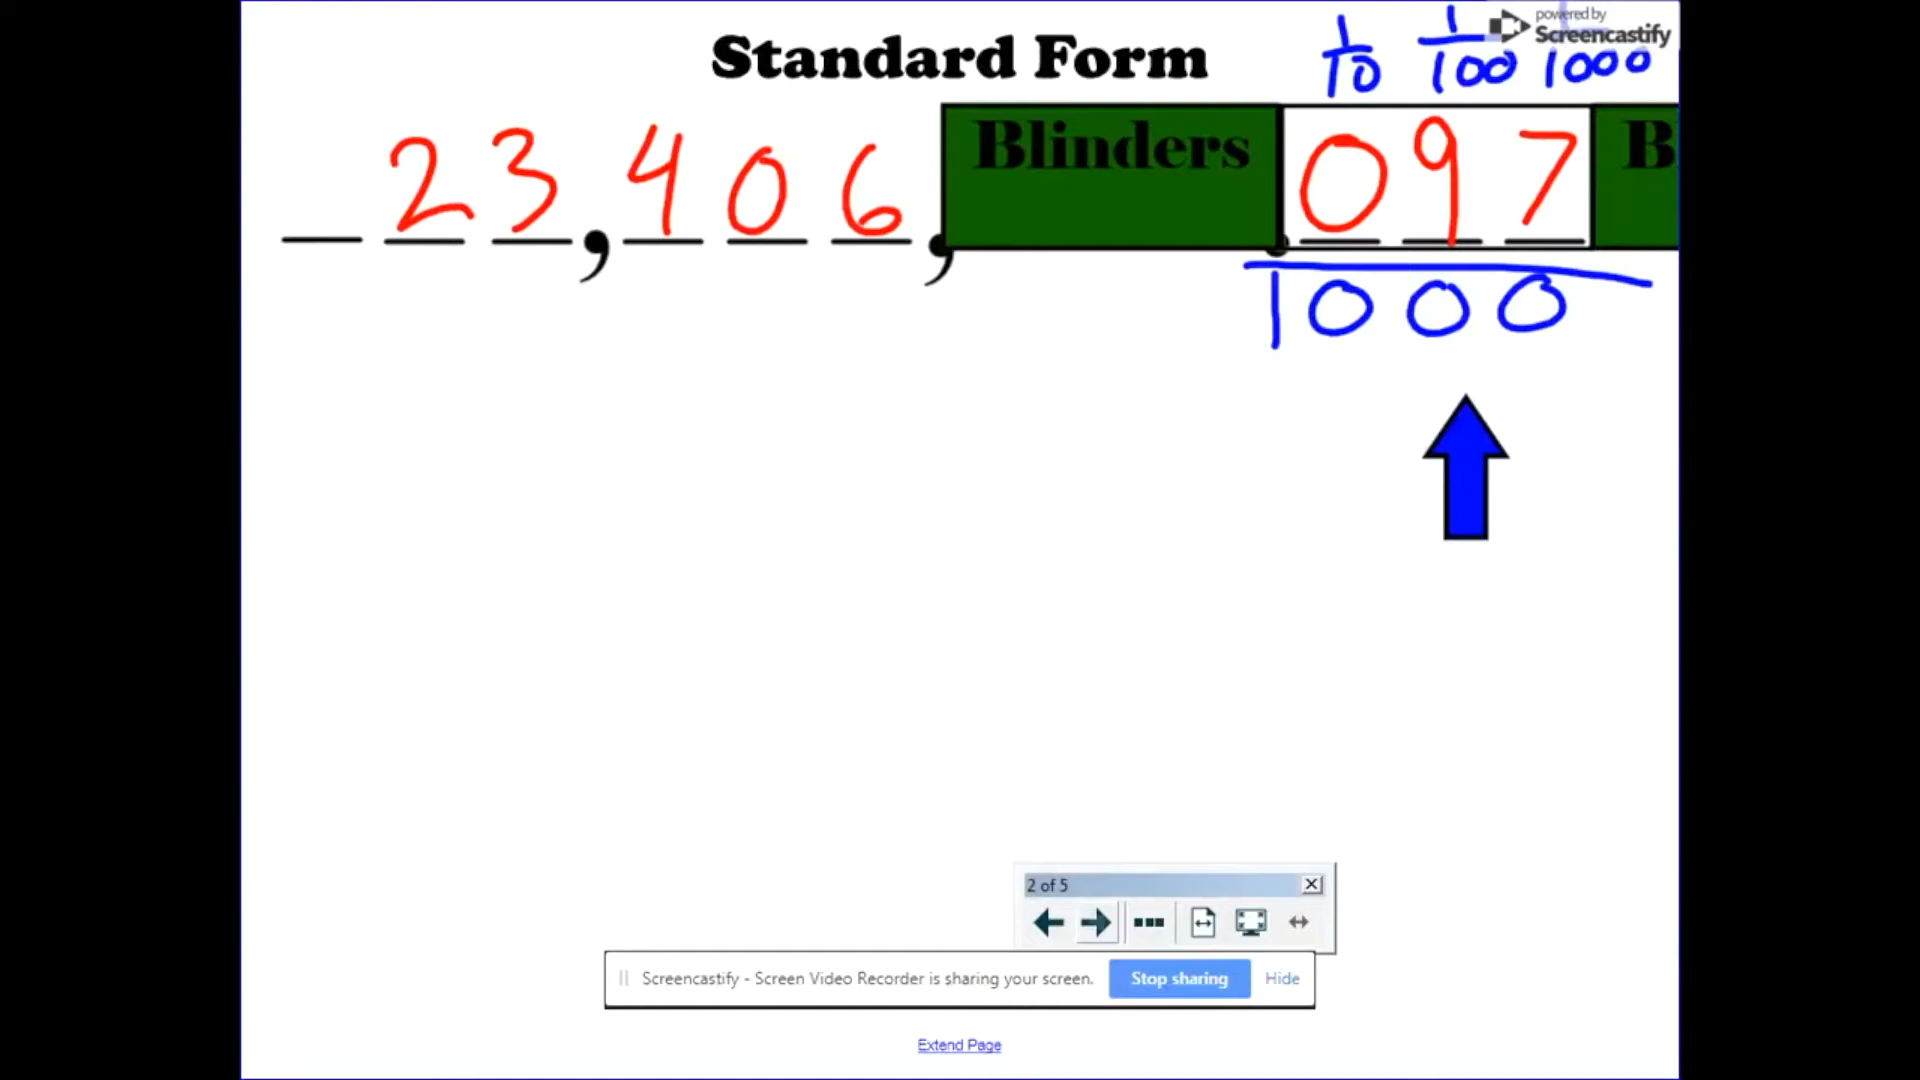 powered by
Screencastify
Standard Form
1/10 1/100 1000
23,406, Blinders .097 B
1000
2 of 5
Screencastify - Screen Video Recorder is sharing your screen. Stop sharing Hide
Extend Page